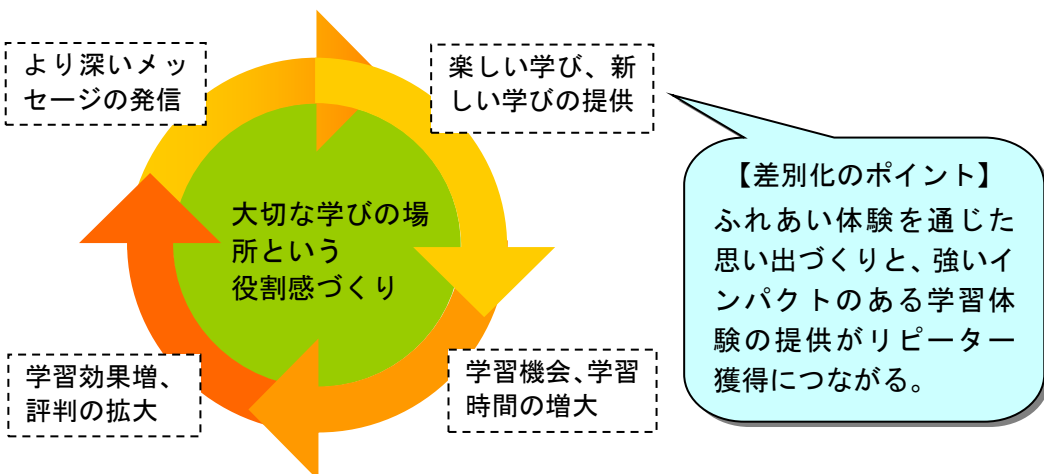 より深いメッ
セージの発信
楽しい学び、新
しい学びの提供
【差別化のポイント】
ふれあい体験を通じた
思い出づくりと、強いイ
ンパクトのある学習体
験の提供がリピーター
獲得につながる。
大切な学びの場
所という
役割感づくり
学習効果増、
評判の拡大
学習機会、学習
時間の増大